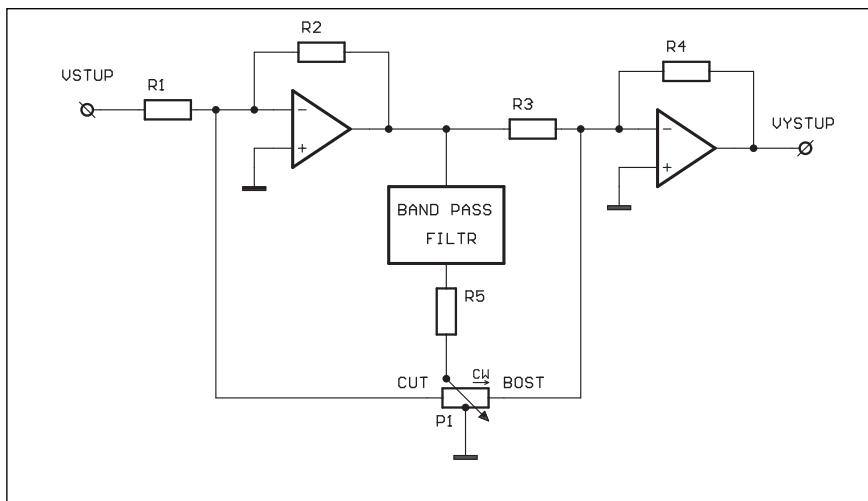 R2
R4
VSTUP
R1
R3
VYSTUP
−
+
−
+
BAND PASS
FILTR
R5
CUT
CW
BOST
P1